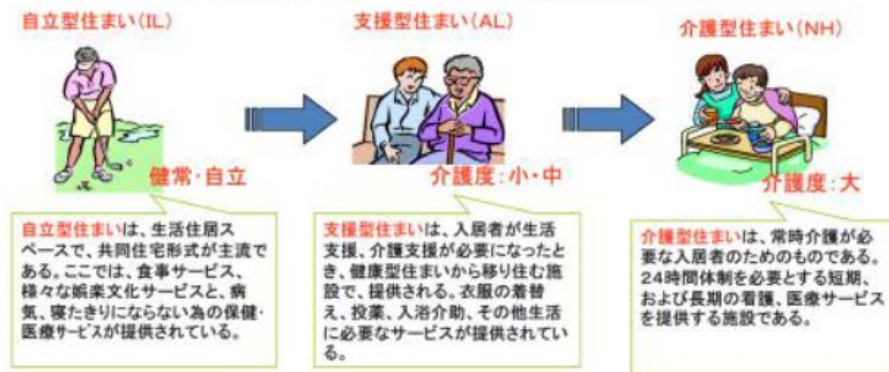 自立型住まい(IL)
支援型住まい(AL)
介護型住まい(NH)
健常・自立
介護度:小・中
介護度:大
自立型住まいは、生活住居ス
ペースで、共同住宅形式が主流で
ある。ここでは、食事サービス、
様々な娯楽文化サービスと、病
気、寝たきりにならない為の保健・
医療サービスが提供されている。
支援型住まいは、入居者が生活
支援、介護支援が必要になったと
き、健康型住まいから移り住む施
設で、提供される。衣服の着替
え、投薬、入浴介助、その他生活
に必要なサービスが提供されてい
る。
介護型住まいは、常時介護が必
要な入居者のためのものである。
24時間体制を必要とする短期、
および長期の看護、医療サービス
を提供する施設である。